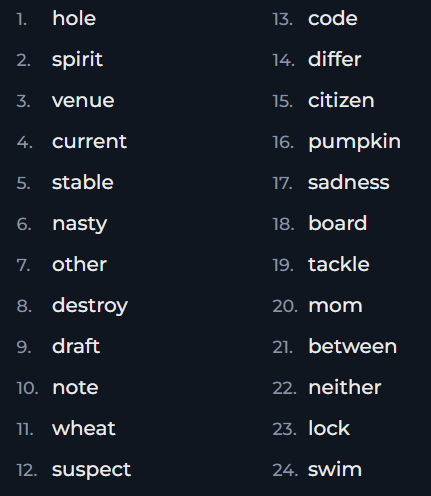 1. hole
2. spirit
3. venue
4. current
5. stable
6. nasty
7. other
8. destroy
9. draft
10. note
11. wheat
12. suspect
13. code
14. differ
15. citizen
16. pumpkin
17. sadness
18. board
19. tackle
20. mom
21. between
22. neither
23. lock
24. swim